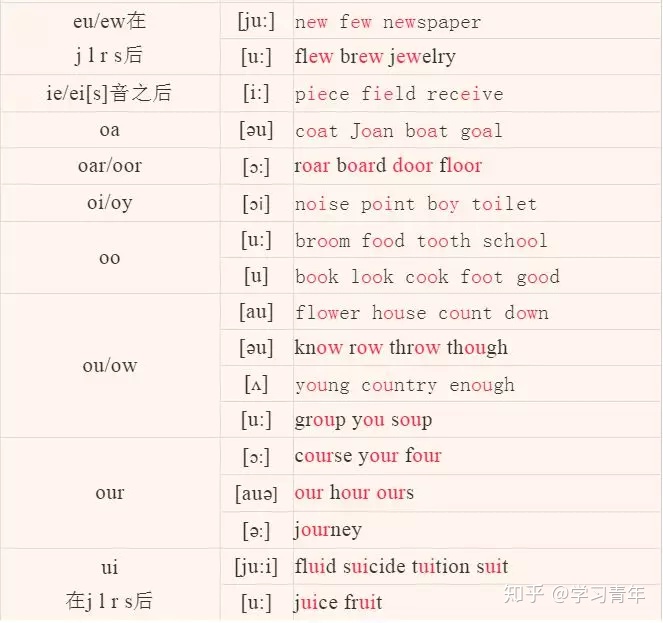 eu/ew在 [ju:] new few newspaper
j l r s后 [u:] flew brew jewelry
ie/ei[s]音之后 [i:] piece field receive
oa [əu] coat Joan boat goal
oar/oor [ɔ:] roar board door floor
oi/oy [ɔi] noise point boy toilet
oo [u:] broom food tooth school
[u] book look cook foot good
ou/ow [au] flower house count down
[əu] know row throw though
[ʌ] young country enough
[u:] group you soup
our [ɔ:] course your four
[auə] our hour ours
[ə:] journey
ui [ju:i] fluid suicide tuition suit
在j l r s后 [u:] juice fruit
知乎 @学习青年